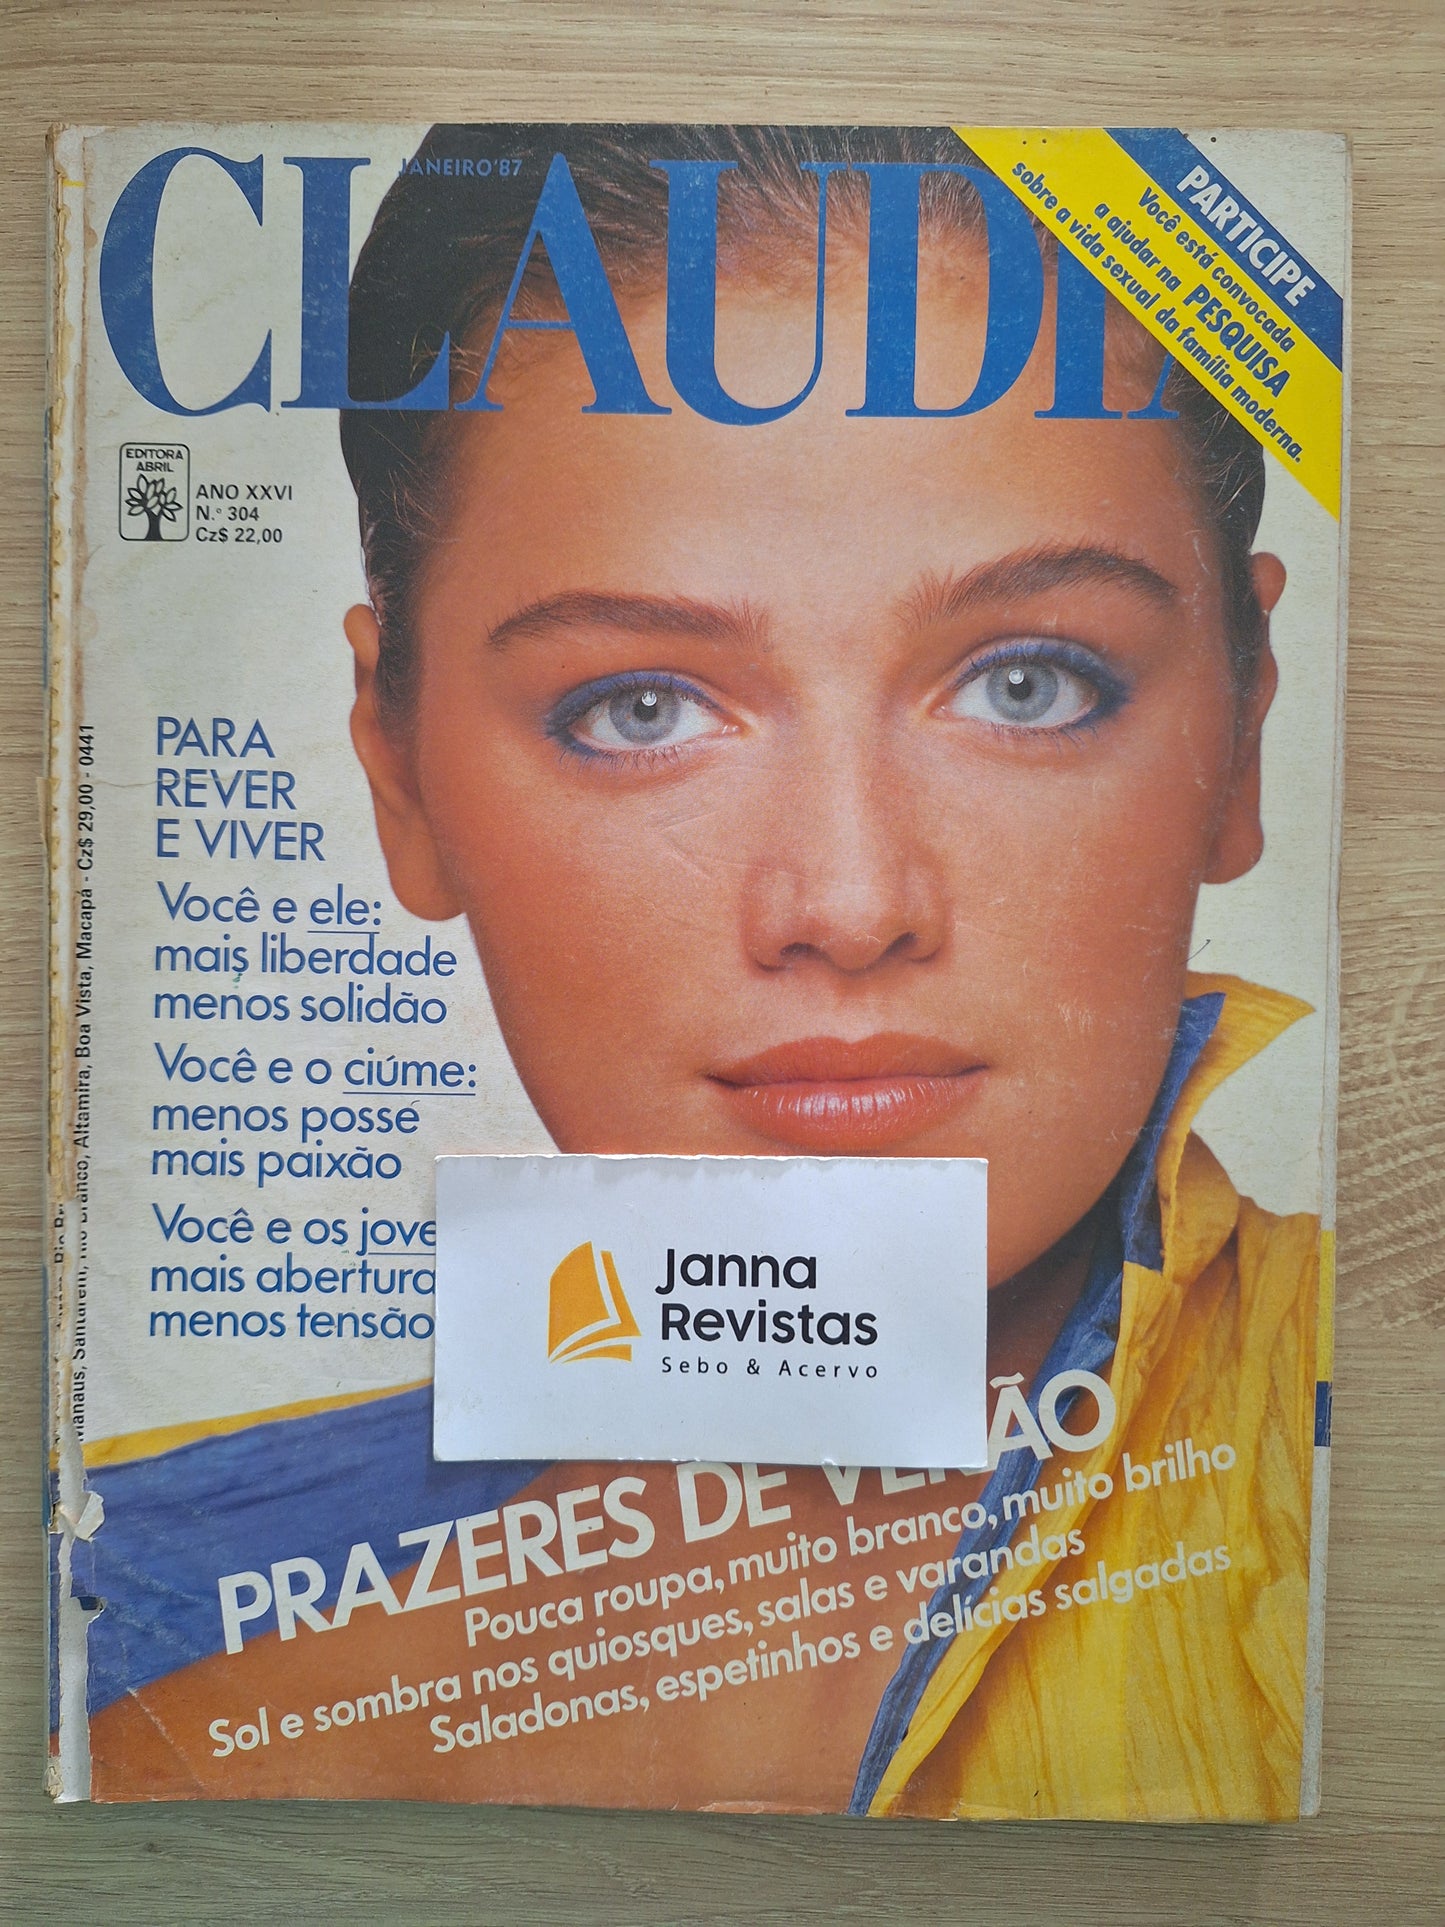 CLAUDIA
JANEIRO'87
PARTICIPE
Você está convocada
a ajudar na PESQUISA
sobre a vida sexual da família moderna.
EDITORA
ABRIL
ANO XXVI
N.º 304
Cz$ 22,00
PARA
REVER
E VIVER
Você e ele:
mais liberdade
menos solidão
Você e o ciúme:
menos posse
mais paixão
Você e os jove
mais abertura
menos tensão
Manaus, Santarém, Rio Branco, Altamira, Boa Vista, Macapá - Cz$ 29,00 - 0441
Janna
Revistas
Sebo & Acervo
PRAZERES DE VERÃO
Pouca roupa, muito branco, muito brilho
Sol e sombra nos quiosques, salas e varandas
Saladonas, espetinhos e delícias salgadas